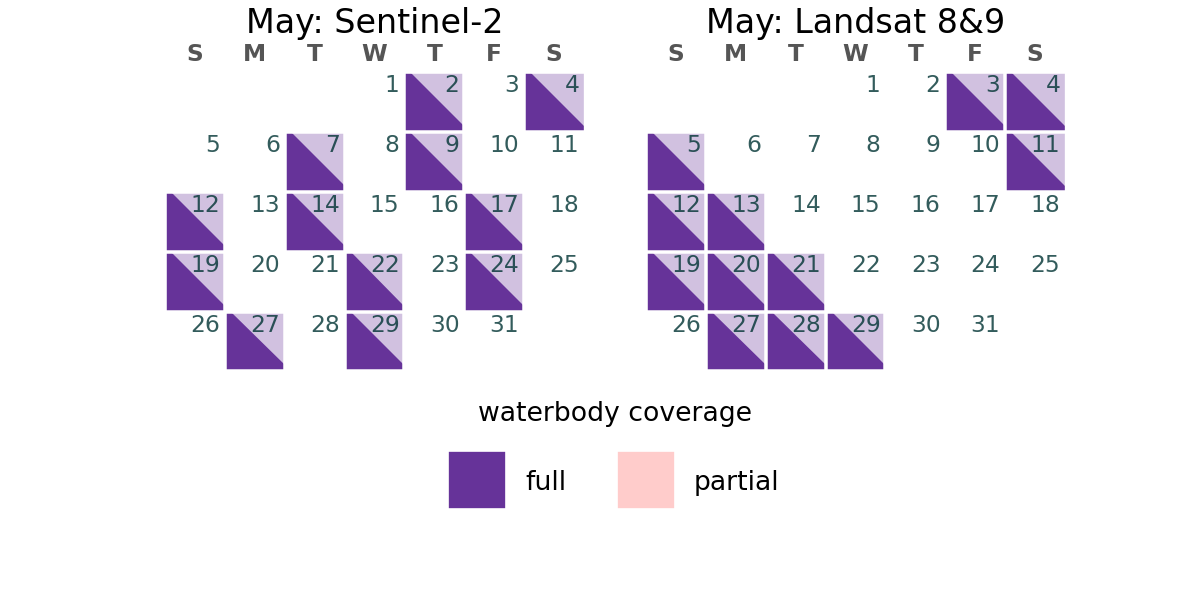 May: Sentinel-2
S M T W T F S
1 2 3 4
5 6 7 8 9 10 11
12 13 14 15 16 17 18
19 20 21 22 23 24 25
26 27 28 29 30 31
May: Landsat 8&9
S M T W T F S
1 2 3 4
5 6 7 8 9 10 11
12 13 14 15 16 17 18
19 20 21 22 23 24 25
26 27 28 29 30 31
waterbody coverage
full
partial